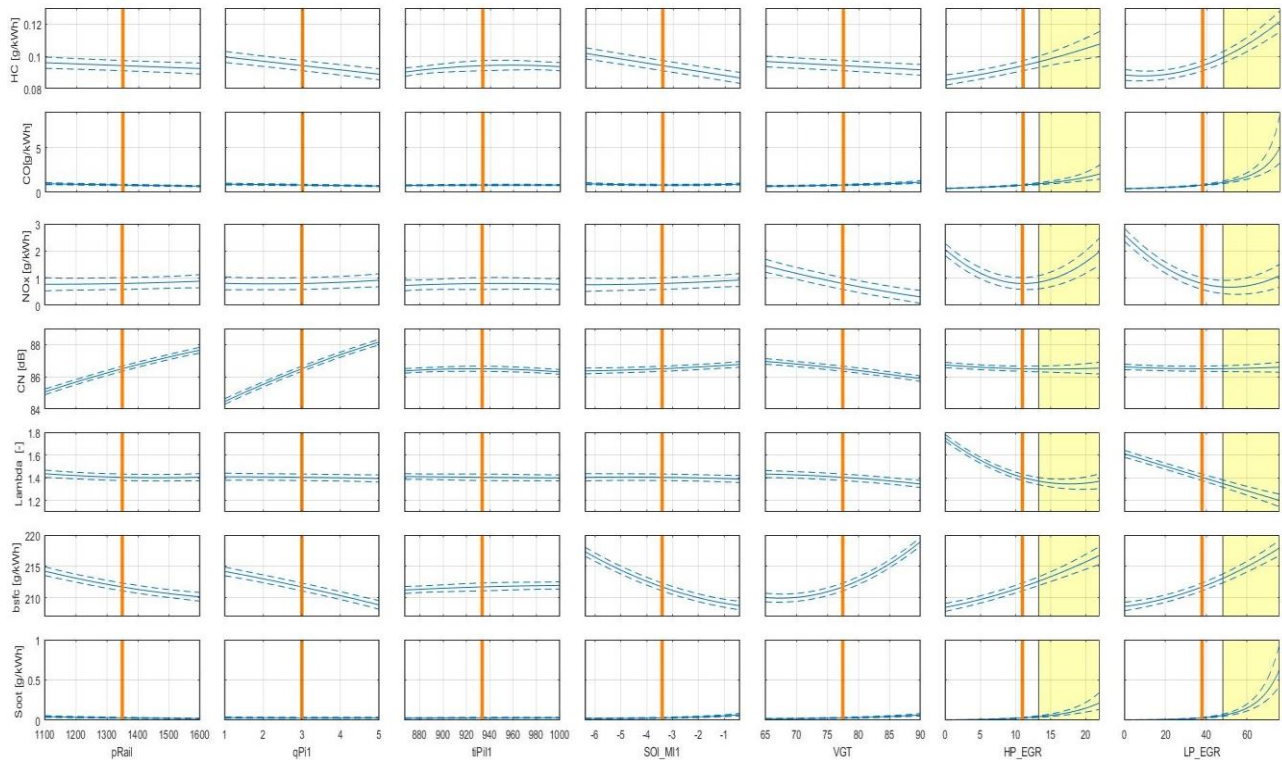 HC [g/kWh]
0.12
0.1
0.08
CO[g/kWh]
5
0
NOx [g/kWh]
3
2
1
0
CN [dB]
88
86
84
Lambda [-]
1.8
1.6
1.4
1.2
bsfc [g/kWh]
220
215
210
Soot [g/kWh]
1
0.5
0
1100 1200 1300 1400 1500 1600
1 2 3 4 5
880 900 920 940 960 980 1000
-6 -5 -4 -3 -2 -1
65 70 75 80 85 90
0 5 10 15 20
0 20 40 60
pRail
qPi1
tiPil1
SOI_MI1
VGT
HP_EGR
LP_EGR